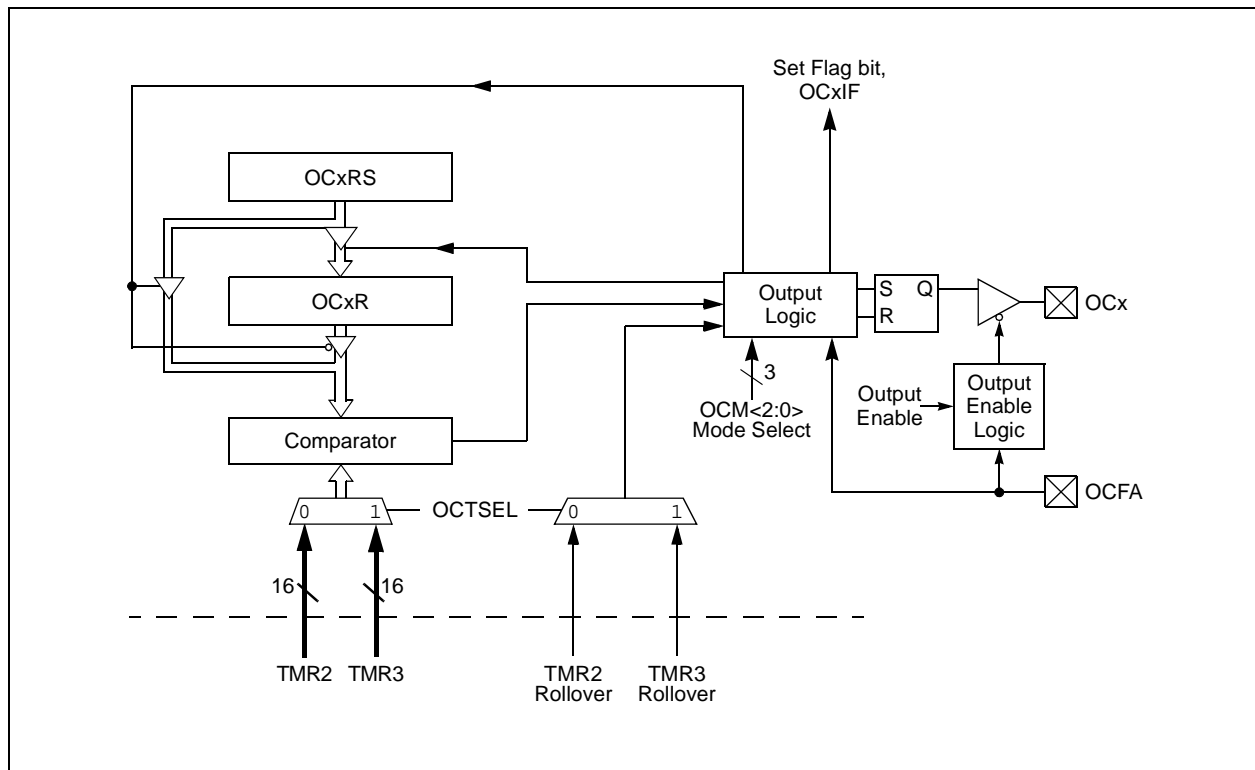 Set Flag bit,
OCxIF
OCxRS
OCxR
Output
Logic
S Q
R
OCx
3
OCM<2:0>
Mode Select
Output
Enable
Output
Enable
Logic
Comparator
OCFA
0 1
OCTSEL
0 1
16
16
TMR2
TMR3
TMR2
Rollover
TMR3
Rollover